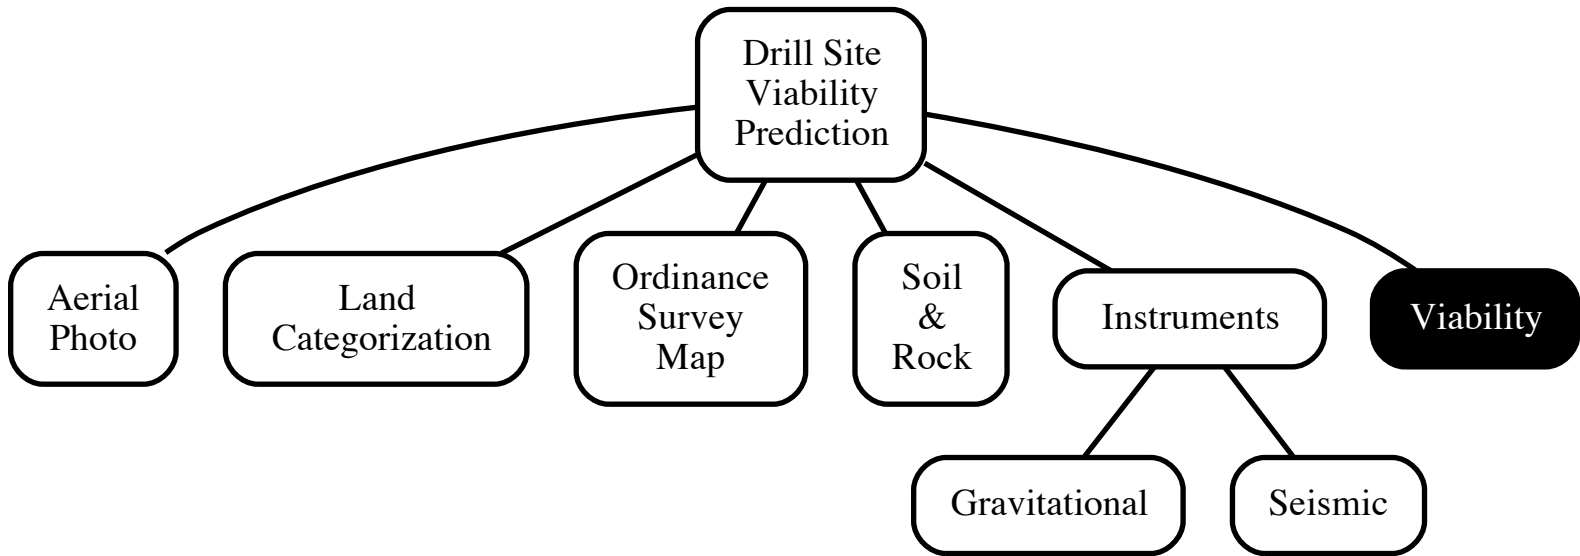 Drill Site
Viability
Prediction
Aerial
Photo
Land
Categorization
Ordinance
Survey
Map
Soil
&
Rock
Instruments
Viability
Gravitational
Seismic